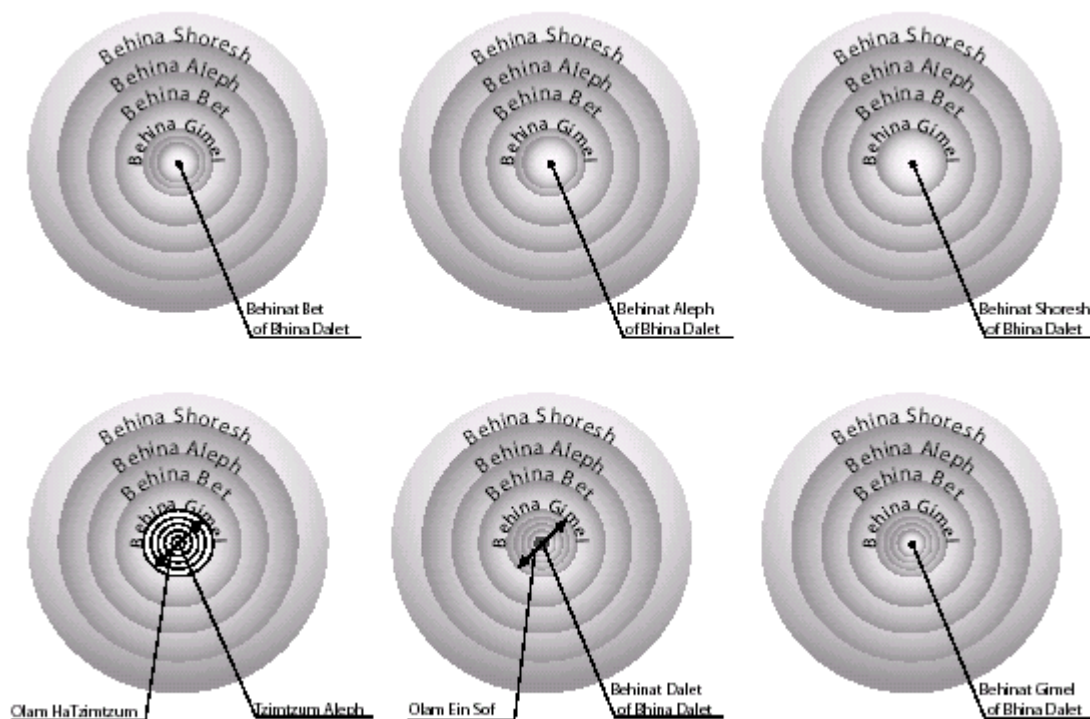 Behina Shoresh
Behina Aleph
Behina Bet
Behina Gimel
Behinat Bet
of Bhina Dalet
Behina Shoresh
Behina Aleph
Behina Bet
Behina Gimel
Behinat Aleph
of Bhina Dalet
Behina Shoresh
Behina Aleph
Behina Bet
Behina Gimel
Behinat Shoresh
of Bhina Dalet
Behina Shoresh
Behina Aleph
Behina Bet
Behina Gimel
Olam HaTzimtzum
Tzimtzum Aleph
Behina Shoresh
Behina Aleph
Behina Bet
Behina Gimel
Olam Ein Sof
Behinat Dalet
of Bhina Dalet
Behina Shoresh
Behina Aleph
Behina Bet
Behina Gimel
Behinat Gimel
of Bhina Dalet